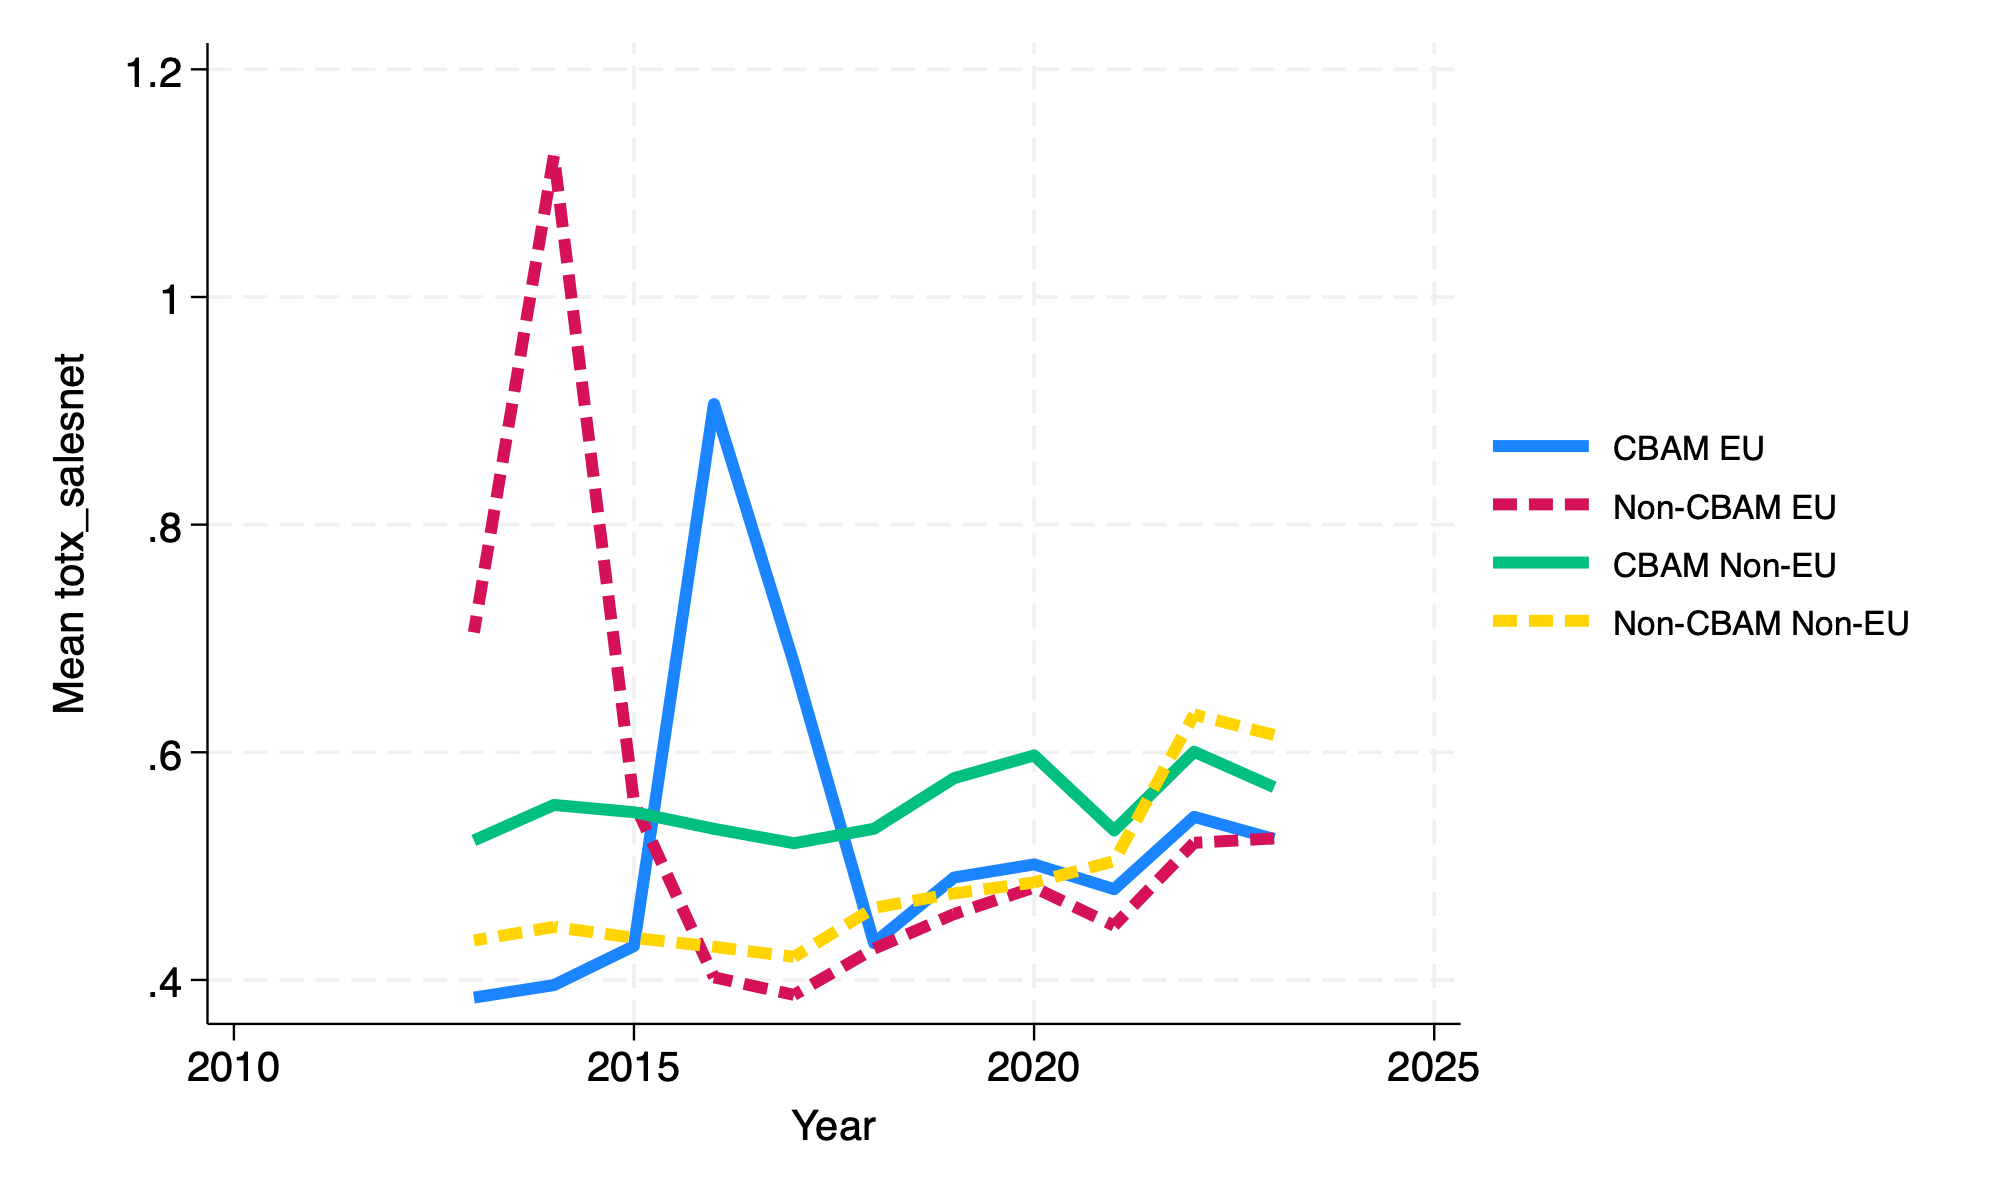 1.2
1
.8
.6
.4
Mean totx_salesnet
2010
2015
2020
2025
Year
CBAM EU
Non-CBAM EU
CBAM Non-EU
Non-CBAM Non-EU